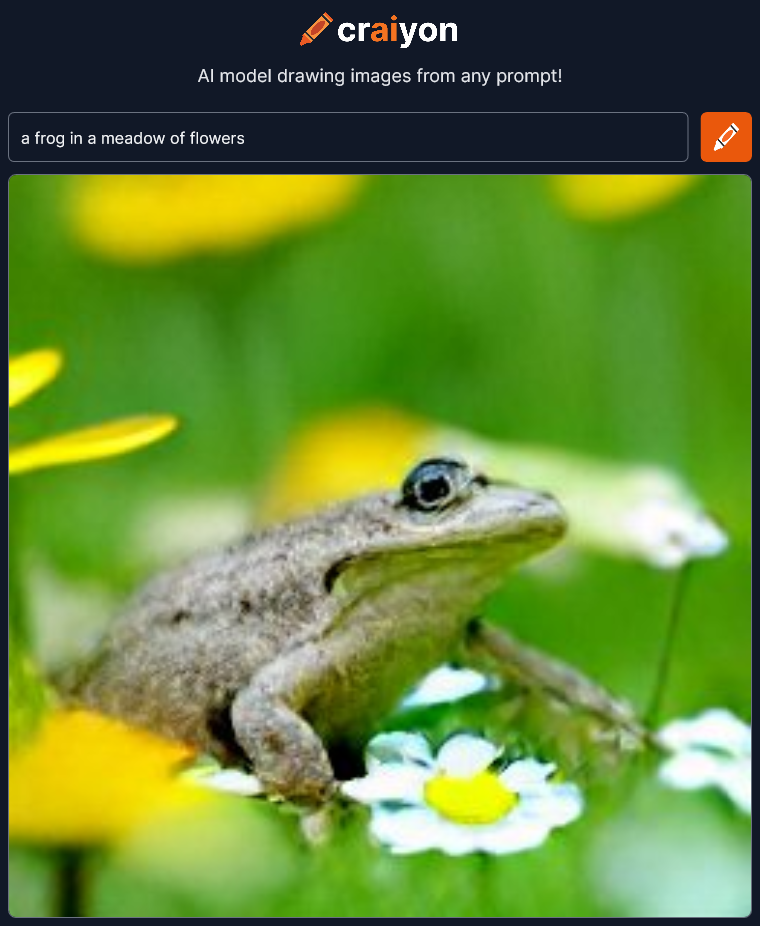 craiyon
AI model drawing images from any prompt!
a frog in a meadow of flowers